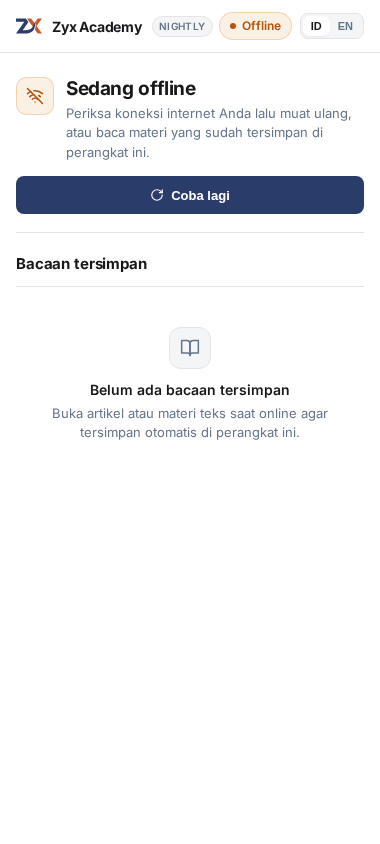 ZX Zyx Academy NIGHTLY Offline ID EN
Sedang offline
Periksa koneksi internet Anda lalu muat ulang,
atau baca materi yang sudah tersimpan di
perangkat ini.
Coba lagi
Bacaan tersimpan
Belum ada bacaan tersimpan
Buka artikel atau materi teks saat online agar
tersimpan otomatis di perangkat ini.